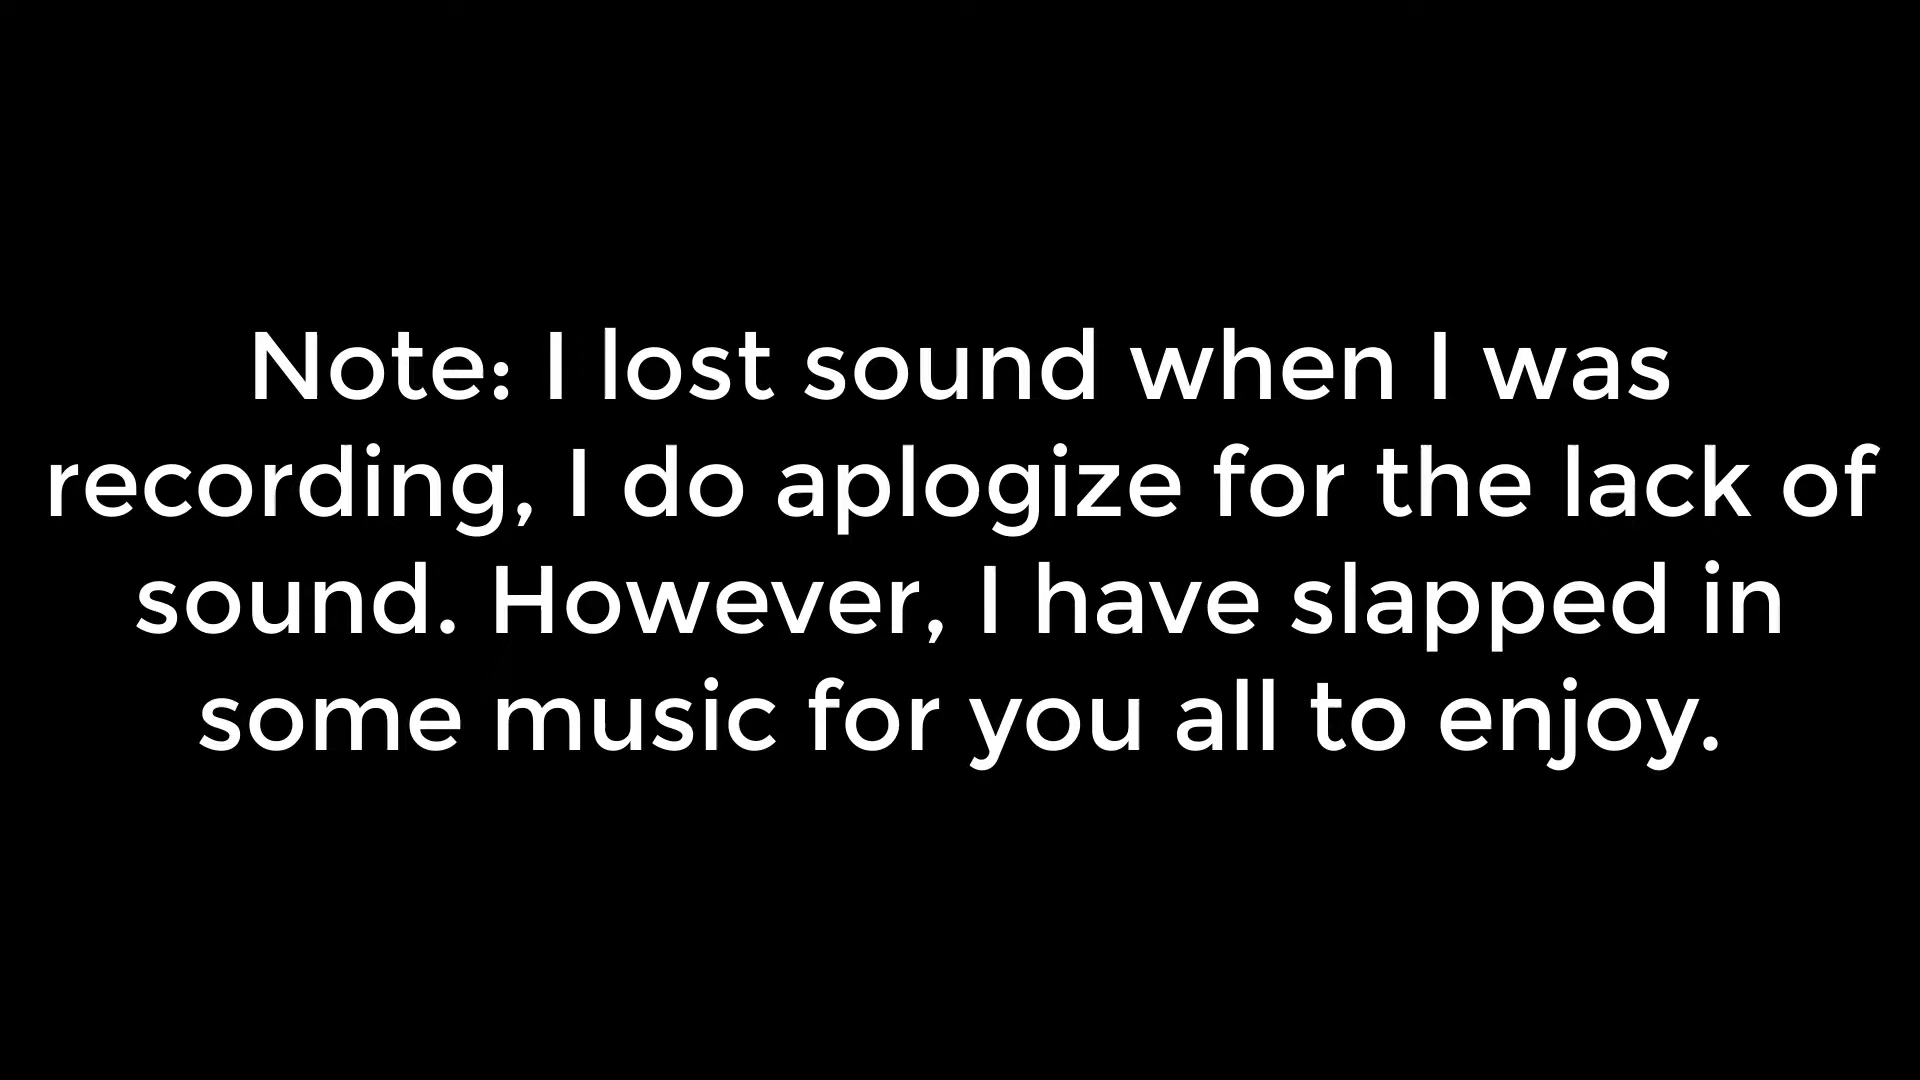 Note: I lost sound when I was
recording, I do aplogize for the lack of
sound. However, I have slapped in
some music for you all to enjoy.